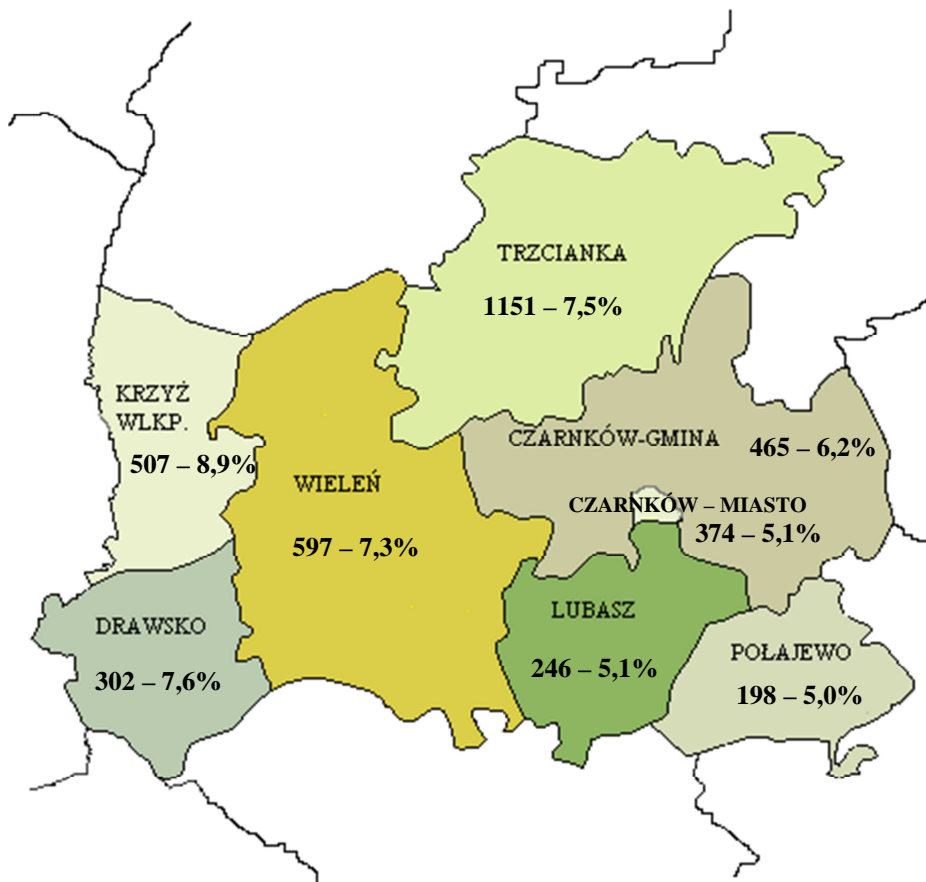 TRZCIANKA
1151 – 7,5%
KRZYŻ
WLKP.
507 – 8,9%
CZARNKÓW-GMINA
465 – 6,2%
WIELEŃ
597 – 7,3%
CZARNKÓW – MIASTO
374 – 5,1%
DRAWSKO
302 – 7,6%
LUBASZ
246 – 5,1%
POŁAJEWO
198 – 5,0%